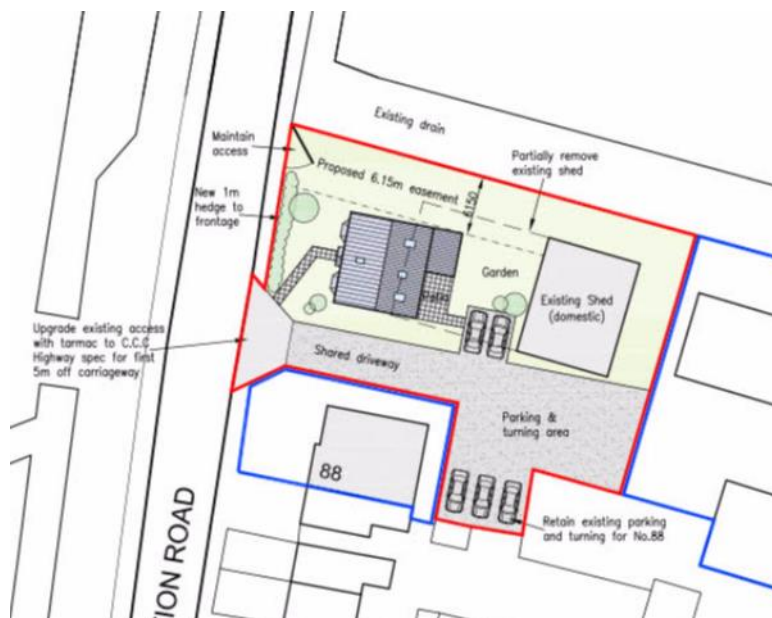 Existing drain
Maintain
access
Partially remove
existing shed
Proposed 6.15m easement
6150
New 1m
hedge to
frontage
Garden
Patio
Existing Shed
(domestic)
Upgrade existing access
with tarmac to C.C.C
Highway spec for first
5m off carriageway
Shared driveway
Parking &
turning area
88
Retain existing parking
and turning for No.88
TION ROAD